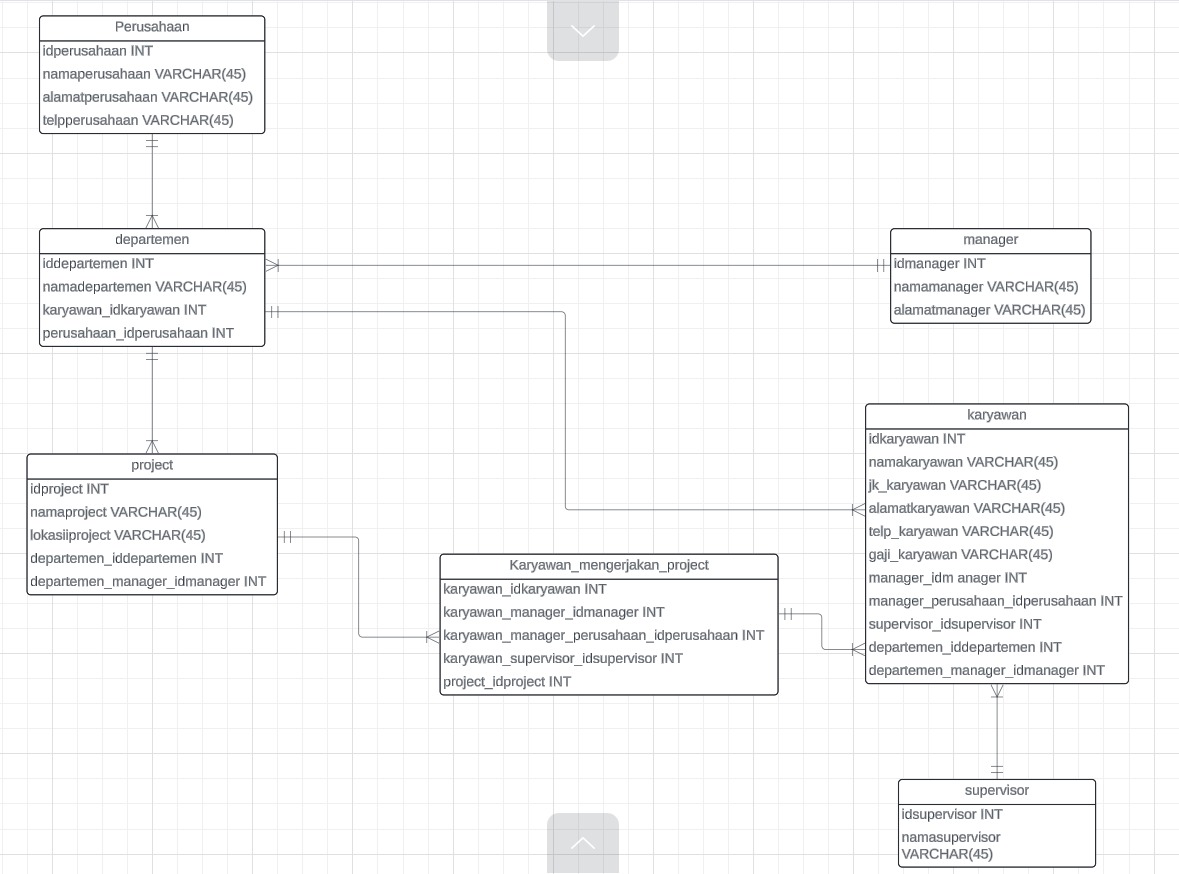 Perusahaan
idperusahaan INT
namaperusahaan VARCHAR(45)
alamatperusahaan VARCHAR(45)
telpperusahaan VARCHAR(45)
departemen
iddepartemen INT
namadepartemen VARCHAR(45)
karyawan_idkaryawan INT
perusahaan_idperusahaan INT
manager
idmanager INT
namamanager VARCHAR(45)
alamatmanager VARCHAR(45)
project
idproject INT
namaproject VARCHAR(45)
lokasiiproject VARCHAR(45)
departemen_iddepartemen INT
departemen_manager_idmanager INT
Karyawan_mengerjakan_project
karyawan_idkaryawan INT
karyawan_manager_idmanager INT
karyawan_manager_perusahaan_idperusahaan INT
karyawan_supervisor_idsupervisor INT
project_idproject INT
karyawan
idkaryawan INT
namakaryawan VARCHAR(45)
jk_karyawan VARCHAR(45)
alamatkaryawan VARCHAR(45)
telp_karyawan VARCHAR(45)
gaji_karyawan VARCHAR(45)
manager_idm anager INT
manager_perusahaan_idperusahaan INT
supervisor_idsupervisor INT
departemen_iddepartemen INT
departemen_manager_idmanager INT
supervisor
idsupervisor INT
namasupervisor
VARCHAR(45)